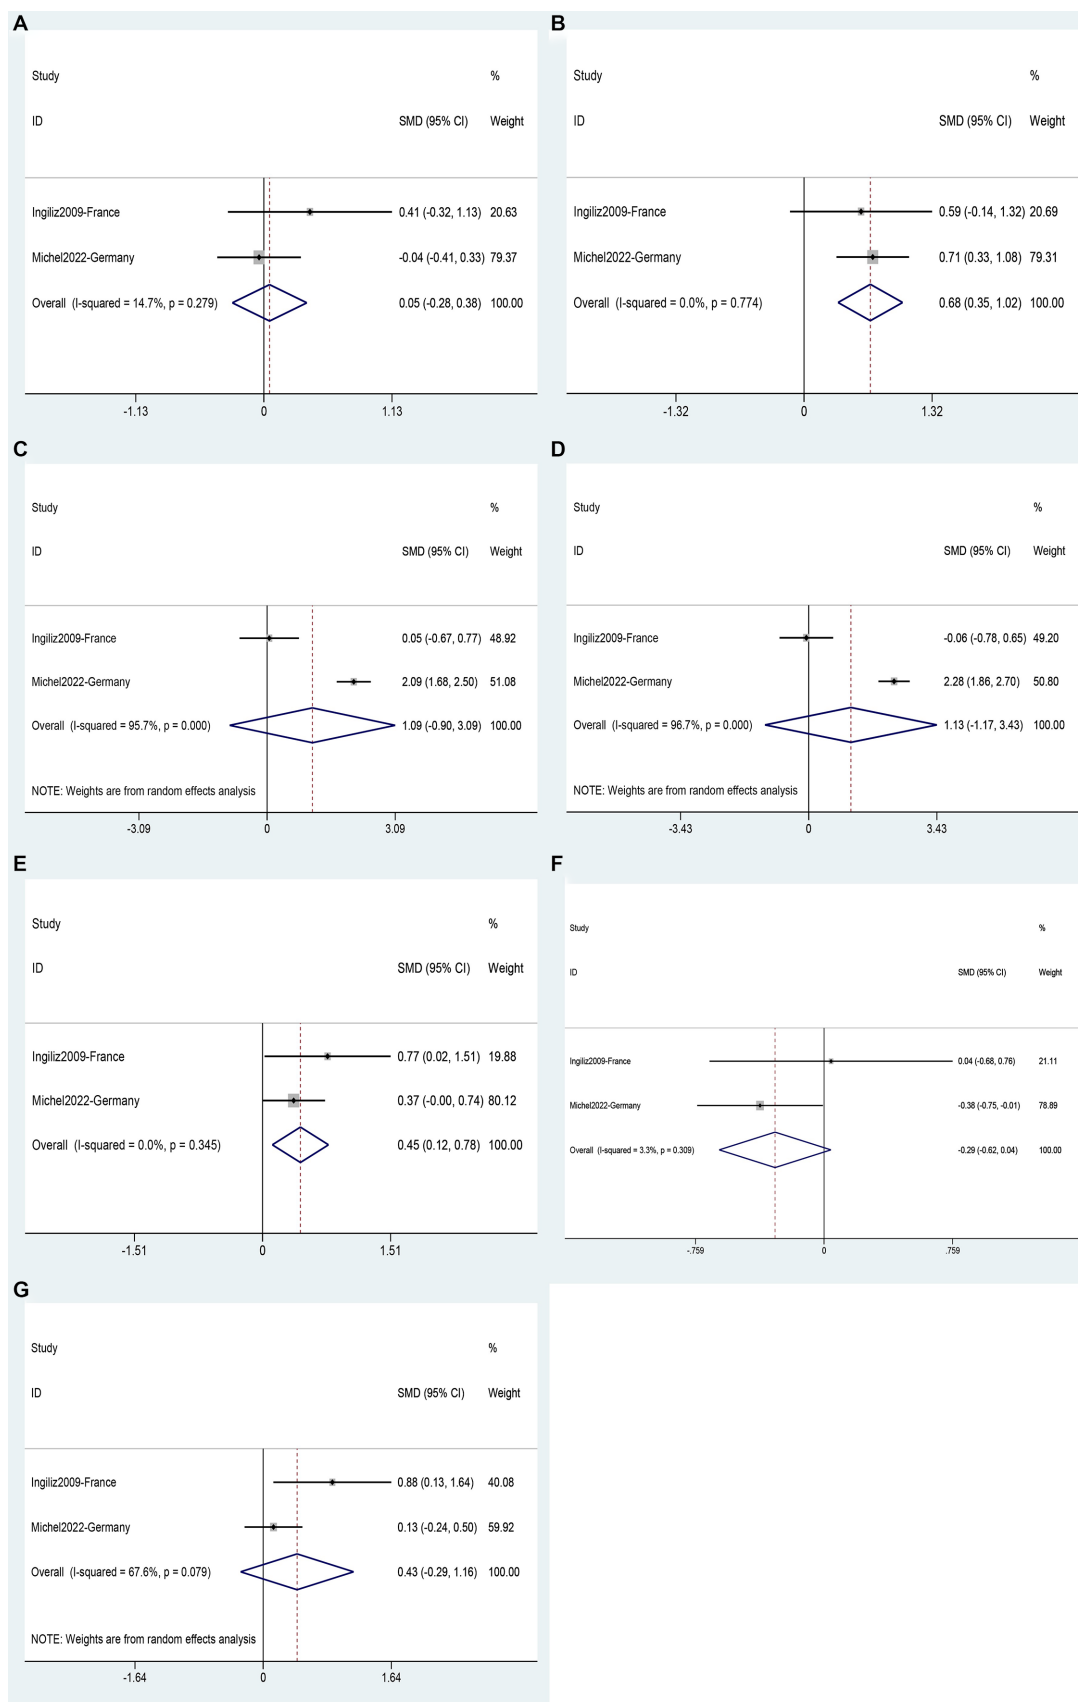 A
Study %
ID SMD (95% CI) Weight
Ingiliz2009-France 0.41 (-0.32, 1.13) 20.63
Michel2022-Germany -0.04 (-0.41, 0.33) 79.37
Overall (I-squared = 14.7%, p = 0.279) 0.05 (-0.28, 0.38) 100.00
-1.13 0 1.13
B
Study %
ID SMD (95% CI) Weight
Ingiliz2009-France 0.59 (-0.14, 1.32) 20.69
Michel2022-Germany 0.71 (0.33, 1.08) 79.31
Overall (I-squared = 0.0%, p = 0.774) 0.68 (0.35, 1.02) 100.00
-1.32 0 1.32
C
Study %
ID SMD (95% CI) Weight
Ingiliz2009-France 0.05 (-0.67, 0.77) 48.92
Michel2022-Germany 2.09 (1.68, 2.50) 51.08
Overall (I-squared = 95.7%, p = 0.000) 1.09 (-0.90, 3.09) 100.00
NOTE: Weights are from random effects analysis
-3.09 0 3.09
D
Study %
ID SMD (95% CI) Weight
Ingiliz2009-France -0.06 (-0.78, 0.65) 49.20
Michel2022-Germany 2.28 (1.86, 2.70) 50.80
Overall (I-squared = 96.7%, p = 0.000) 1.13 (-1.17, 3.43) 100.00
NOTE: Weights are from random effects analysis
-3.43 0 3.43
E
Study %
ID SMD (95% CI) Weight
Ingiliz2009-France 0.77 (0.02, 1.51) 19.88
Michel2022-Germany 0.37 (-0.00, 0.74) 80.12
Overall (I-squared = 0.0%, p = 0.345) 0.45 (0.12, 0.78) 100.00
-1.51 0 1.51
F
Study %
ID SMD (95% CI) Weight
Ingiliz2009-France 0.04 (-0.68, 0.76) 21.11
Michel2022-Germany -0.38 (-0.75, -0.01) 78.89
Overall (I-squared = 3.3%, p = 0.309) -0.29 (-0.62, 0.04) 100.00
-.759 0 .759
G
Study %
ID SMD (95% CI) Weight
Ingiliz2009-France 0.88 (0.13, 1.64) 40.08
Michel2022-Germany 0.13 (-0.24, 0.50) 59.92
Overall (I-squared = 67.6%, p = 0.079) 0.43 (-0.29, 1.16) 100.00
NOTE: Weights are from random effects analysis
-1.64 0 1.64